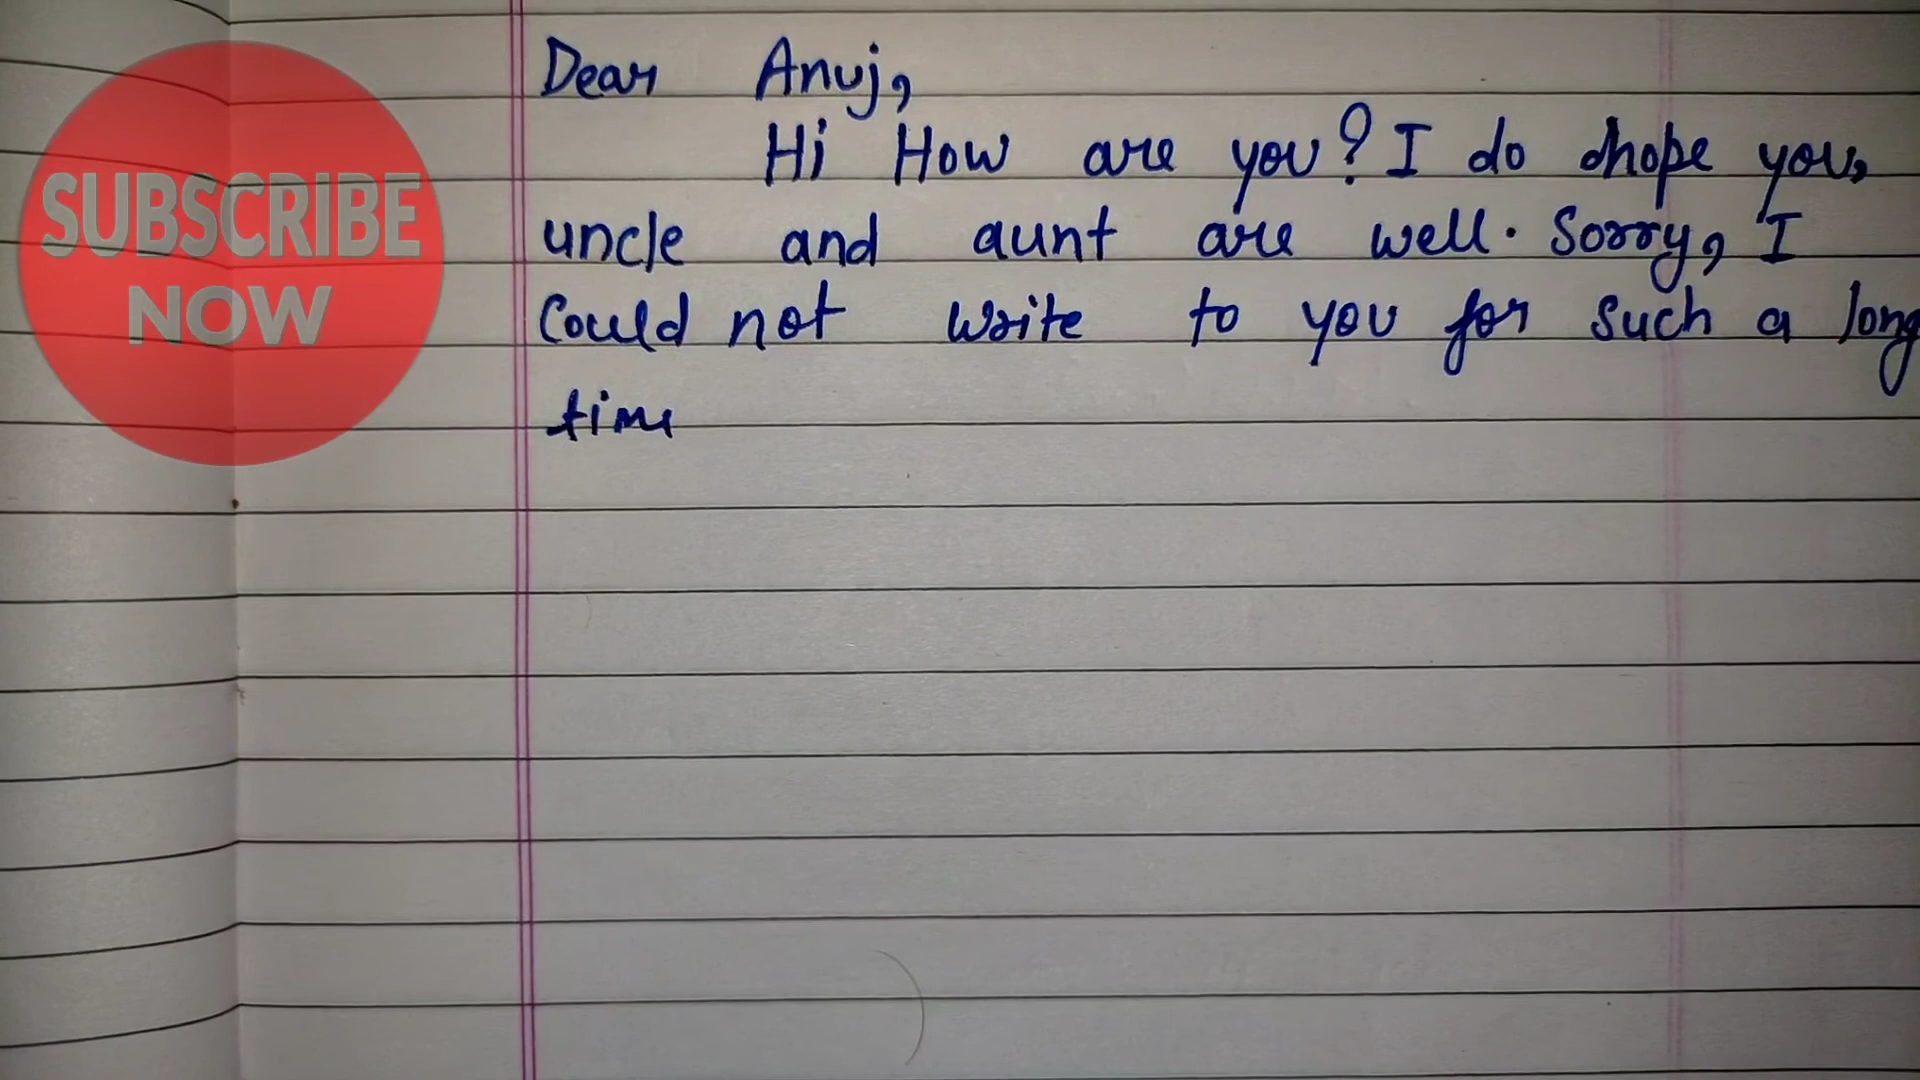 SUBSCRIBE
NOW
Dear Anuj,
Hi How are you? I do hope you,
uncle and aunt are well. Sorry, I
Could not write to you for such a long
time